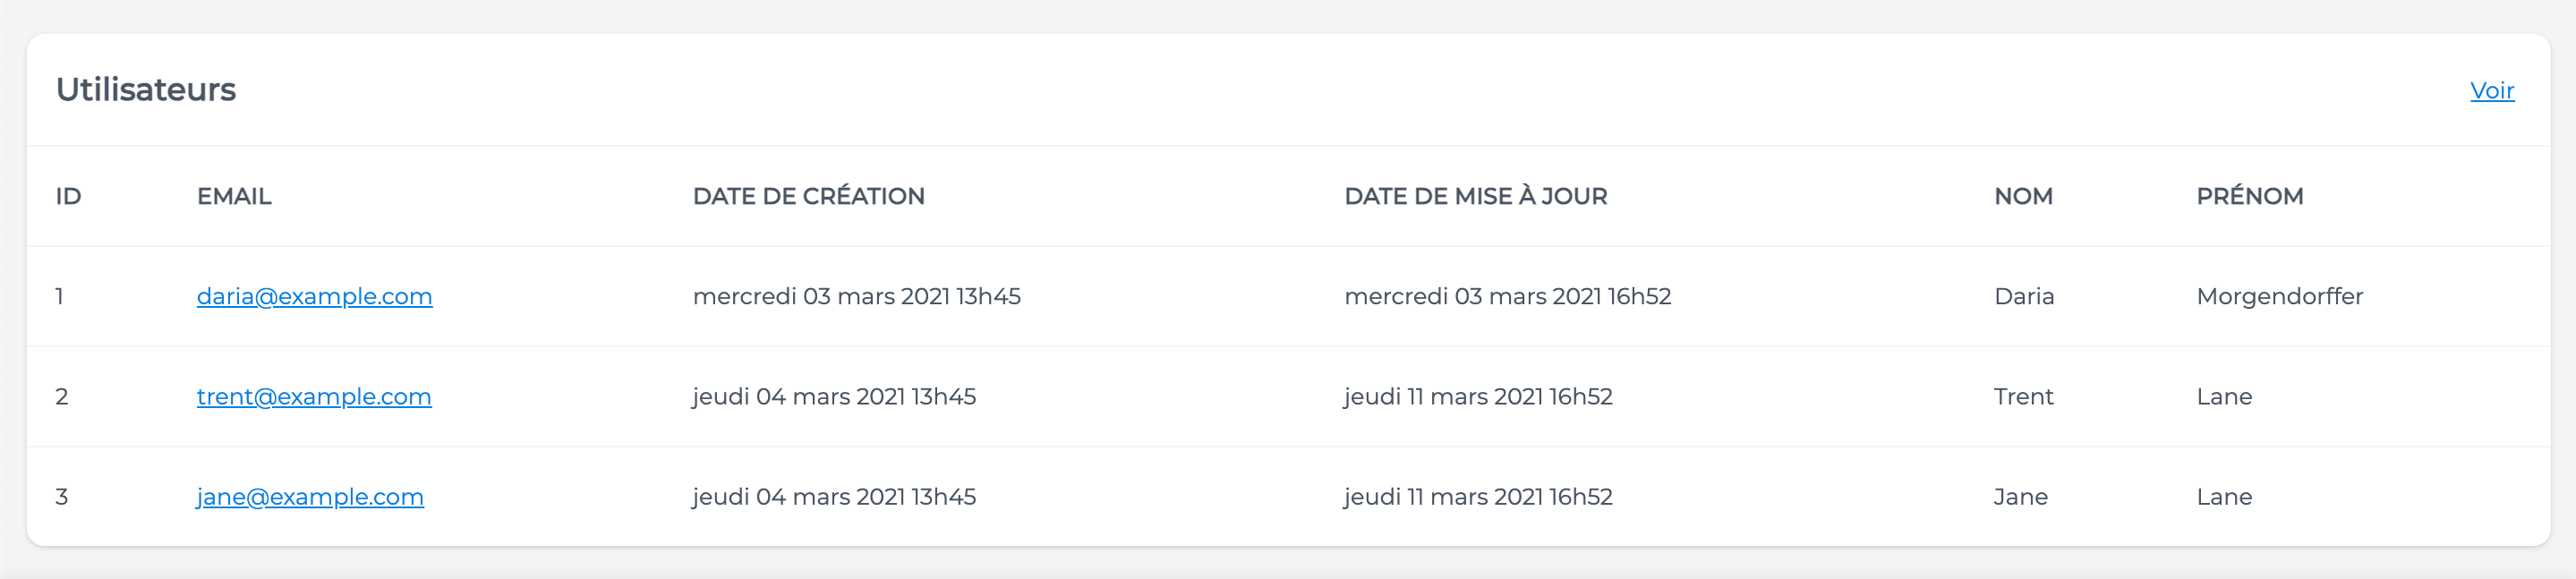 Utilisateurs Voir
ID EMAIL DATE DE CRÉATION DATE DE MISE À JOUR NOM PRÉNOM
1 daria@example.com mercredi 03 mars 2021 13h45 mercredi 03 mars 2021 16h52 Daria Morgendorffer
2 trent@example.com jeudi 04 mars 2021 13h45 jeudi 11 mars 2021 16h52 Trent Lane
3 jane@example.com jeudi 04 mars 2021 13h45 jeudi 11 mars 2021 16h52 Jane Lane